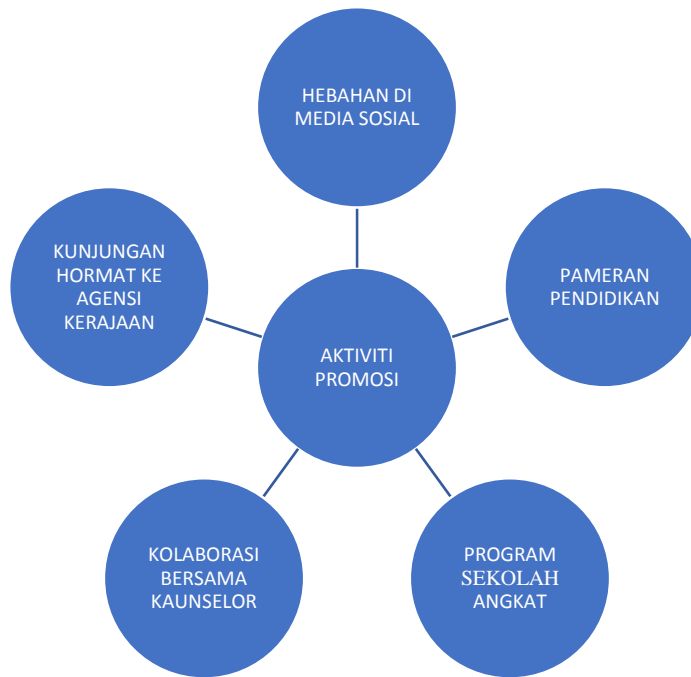 HEBAHAN DI
MEDIA SOSIAL
KUNJUNGAN
HORMAT KE
AGENSI
KERAJAAN
PAMERAN
PENDIDIKAN
AKTIVITI
PROMOSI
KOLABORASI
BERSAMA
KAUNSELOR
PROGRAM
SEKOLAH
ANGKAT